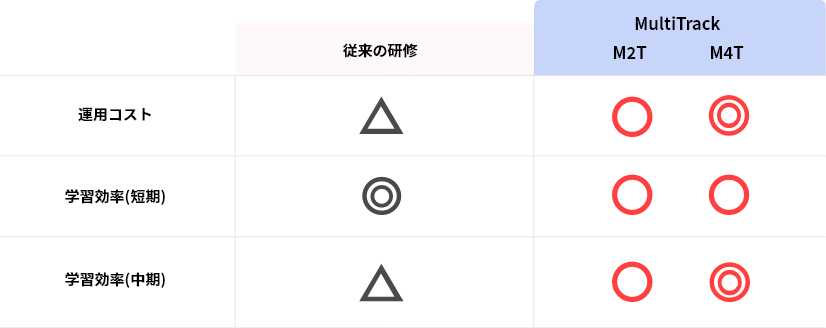 MultiTrack
従来の研修
M2T M4T
運用コスト
△ ○ ◎
学習効率(短期)
◎ ○ ○
学習効率(中期)
△ ○ ◎